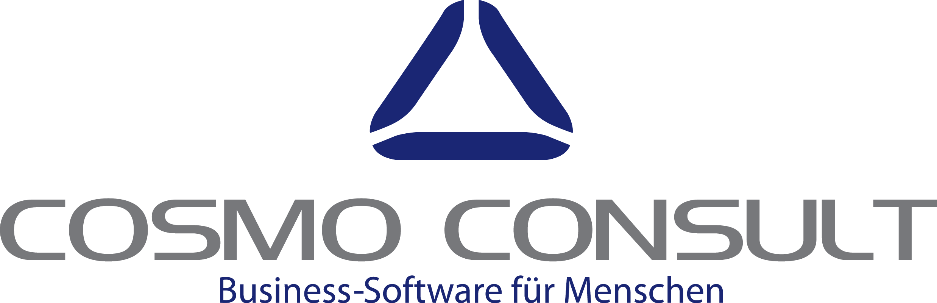 COSMO CONSULT
Business-Software für Menschen